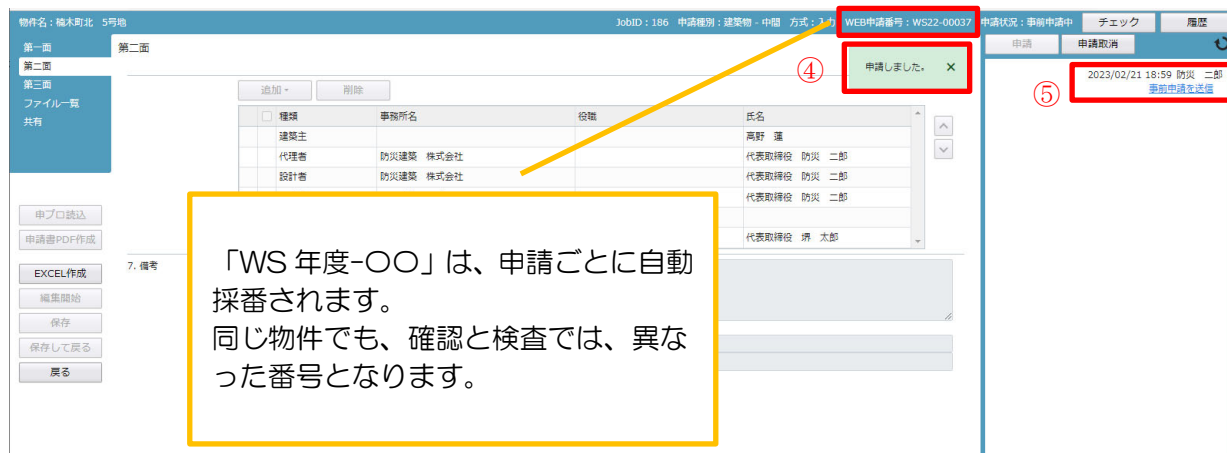 物件名：楠木町北 5号地
JobID：186 申請種別：建築物 - 中間 方式：入力 WEB申請番号：WS22-00037 申請状況：事前申請中
チェック
履歴
第一面
第二面
第三面
ファイル一覧
共有
第二面
④
申請しました。 ×
申請
申請取消
⑤
2023/02/21 18:59 防災 二郎
事前申請を送信
追加
削除
種類 事務所名 役職 氏名
建築主 高野 蓮
代理者 防災建築 株式会社 代表取締役 防災 二郎
設計者 防災建築 株式会社 代表取締役 防災 二郎
代表取締役 防災 二郎
代表取締役 堺 太郎
申プロ読込
申請書PDF作成
EXCEL作成
編集開始
保存
保存して戻る
戻る
7. 備考
「WS 年度-〇〇」は、申請ごとに自動
採番されます。
同じ物件でも、確認と検査では、異な
った番号となります。